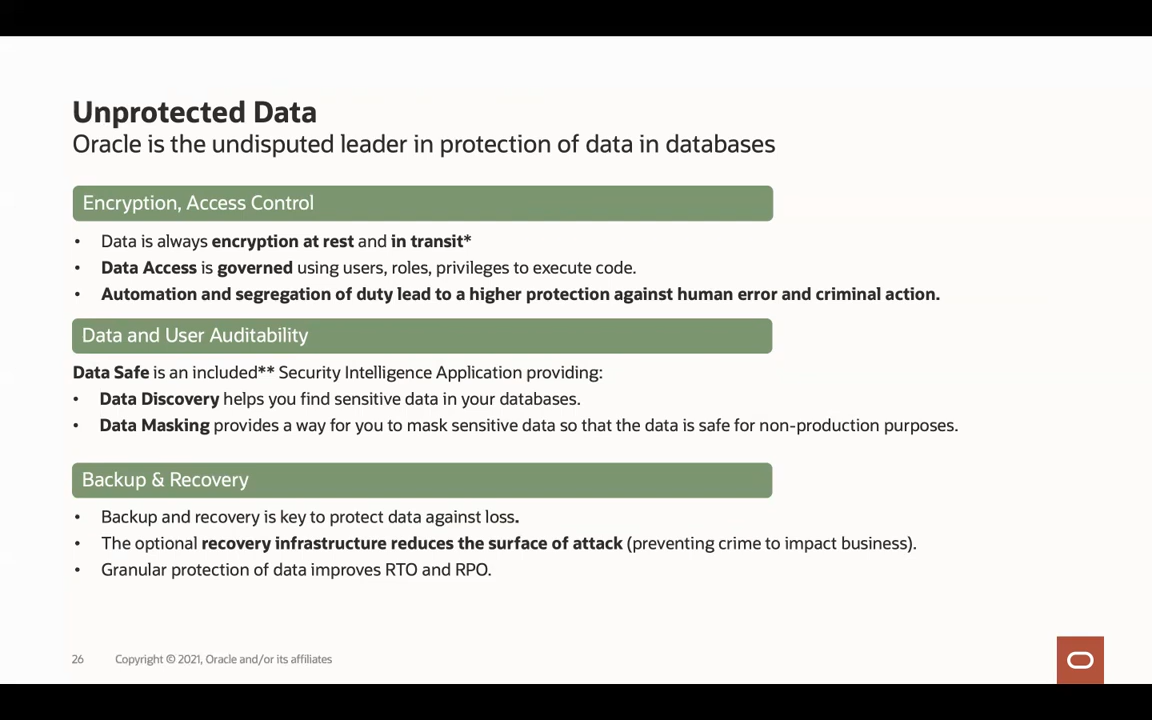 Unprotected Data
Oracle is the undisputed leader in protection of data in databases
Encryption, Access Control
• Data is always encryption at rest and in transit*
• Data Access is governed using users, roles, privileges to execute code.
• Automation and segregation of duty lead to a higher protection against human error and criminal action.
Data and User Auditability
Data Safe is an included** Security Intelligence Application providing:
• Data Discovery helps you find sensitive data in your databases.
• Data Masking provides a way for you to mask sensitive data so that the data is safe for non-production purposes.
Backup & Recovery
• Backup and recovery is key to protect data against loss.
• The optional recovery infrastructure reduces the surface of attack (preventing crime to impact business).
• Granular protection of data improves RTO and RPO.
26 Copyright © 2021, Oracle and/or its affiliates